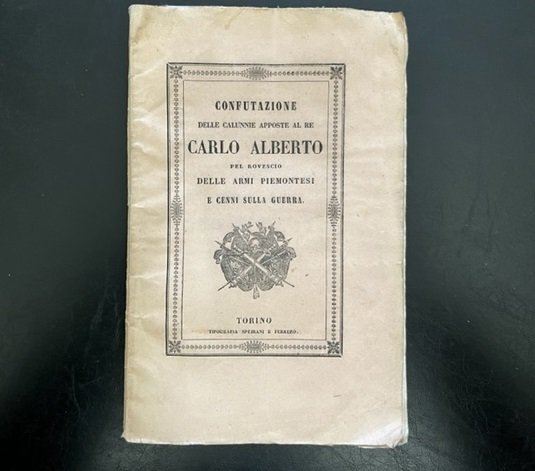 CONFUTAZIONE
DELLE CALUNNIE APPOSTE AL RE
CARLO ALBERTO
PEL ROVESCIO
DELLE ARMI PIEMONTESI
E CENNI SULLA GUERRA.
TORINO
TIPOGRAFIA SPEIRANI E FERRERO.